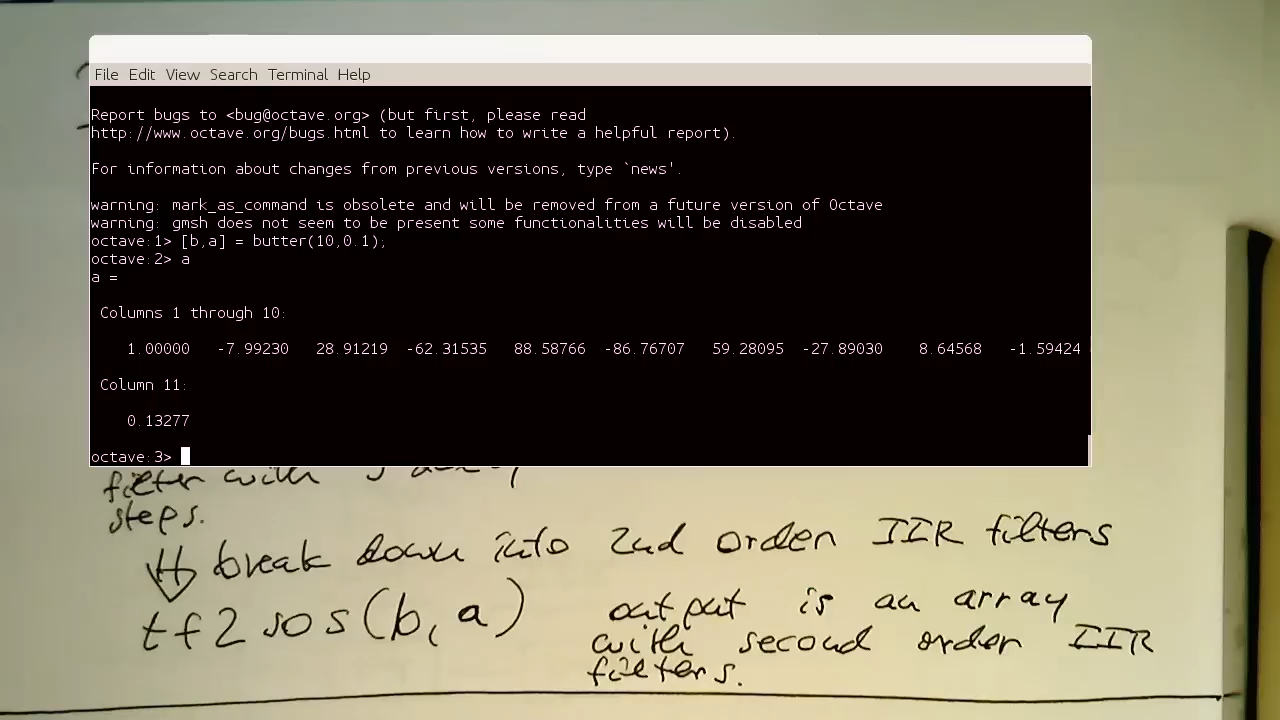 File Edit View Search Terminal Help
Report bugs to <bug@octave.org> (but first, please read
http://www.octave.org/bugs.html to learn how to write a helpful report).
For information about changes from previous versions, type `news'.
warning: mark_as_command is obsolete and will be removed from a future version of Octave
warning: gmsh does not seem to be present some functionalities will be disabled
octave:1> [b,a] = butter(10,0.1);
octave:2> a
a =
Columns 1 through 10:
1.00000 -7.99230 28.91219 -62.31535 88.58766 -86.76707 59.28095 -27.89030 8.64568 -1.59424
Column 11:
0.13277
octave:3>
filter with
steps.
break down into 2nd order IIR filters
tf2sos(b,a) output is an array
with second order IIR
filters.